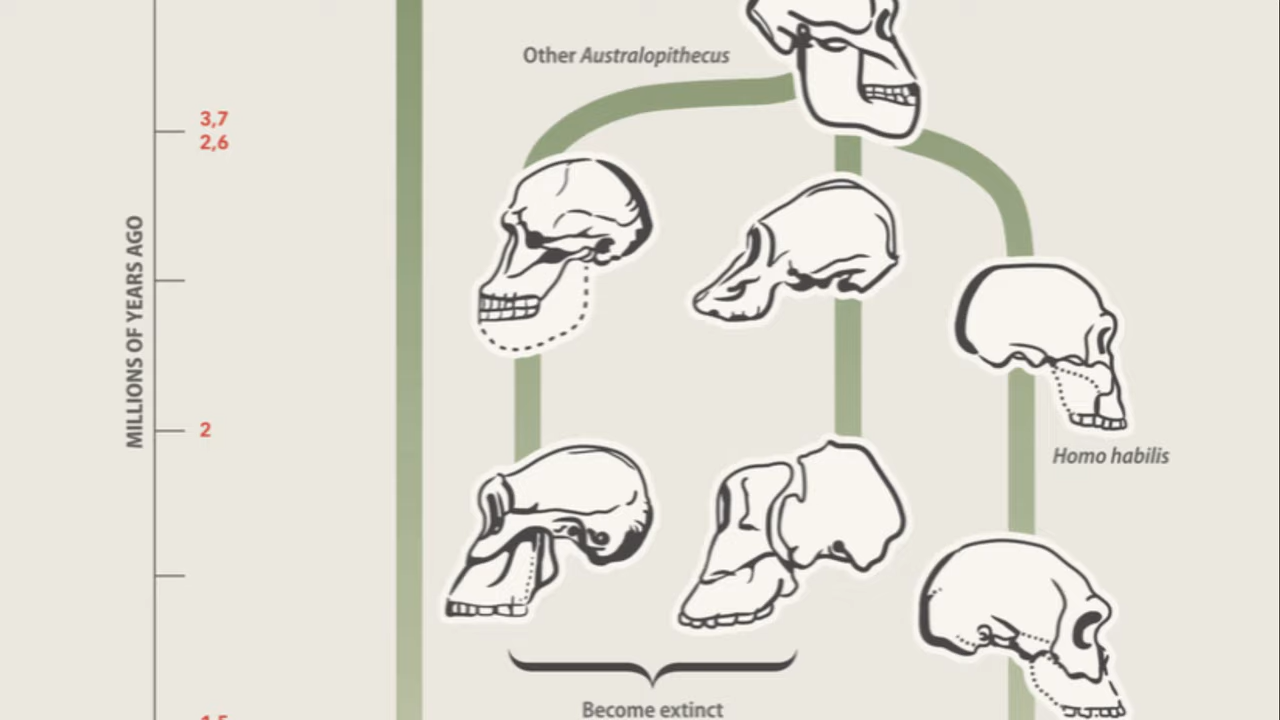 Other Australopithecus
3,7
2,6
MILLIONS OF YEARS AGO
2
Homo habilis
Become extinct